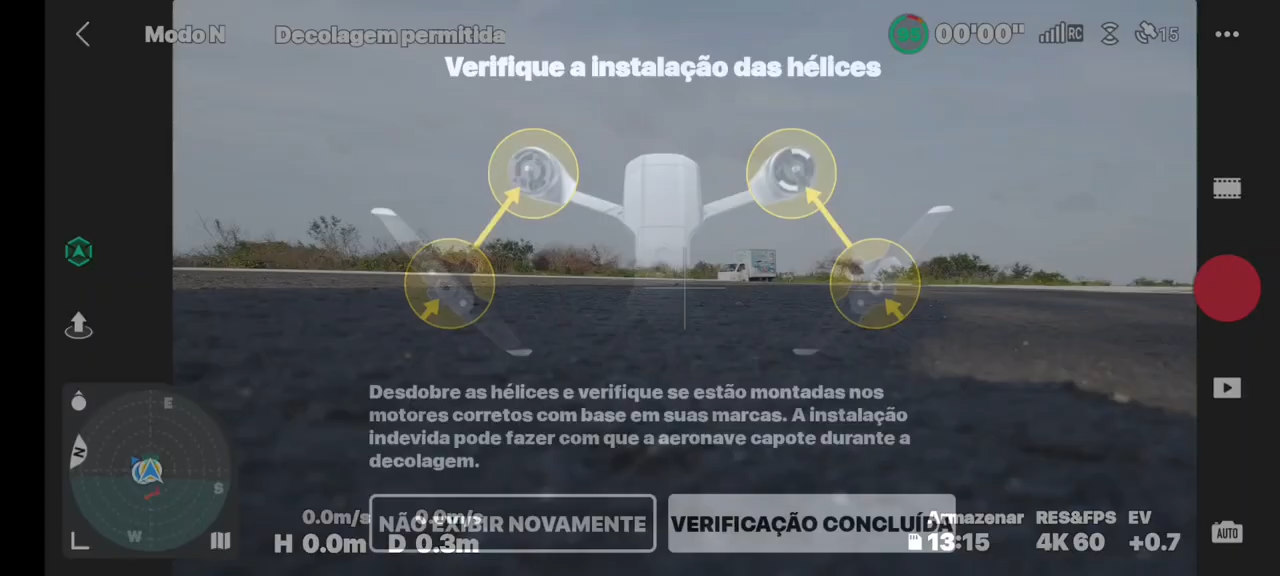 Modo N
Decolagem permitida
95
00'00"
RC
15
Verifique a instalação das hélices
Desdobre as hélices e verifique se estão montadas nos
motores corretos com base em suas marcas. A instalação
indevida pode fazer com que a aeronave capote durante a
decolagem.
NÃO EXIBIR NOVAMENTE
VERIFICAÇÃO CONCLUÍDA
E
N
S
W
0.0m/s
0.0m/s
H 0.0m
D 0.3m
Armazenar
13:15
RES&FPS
4K 60
EV
+0.7
AUTO